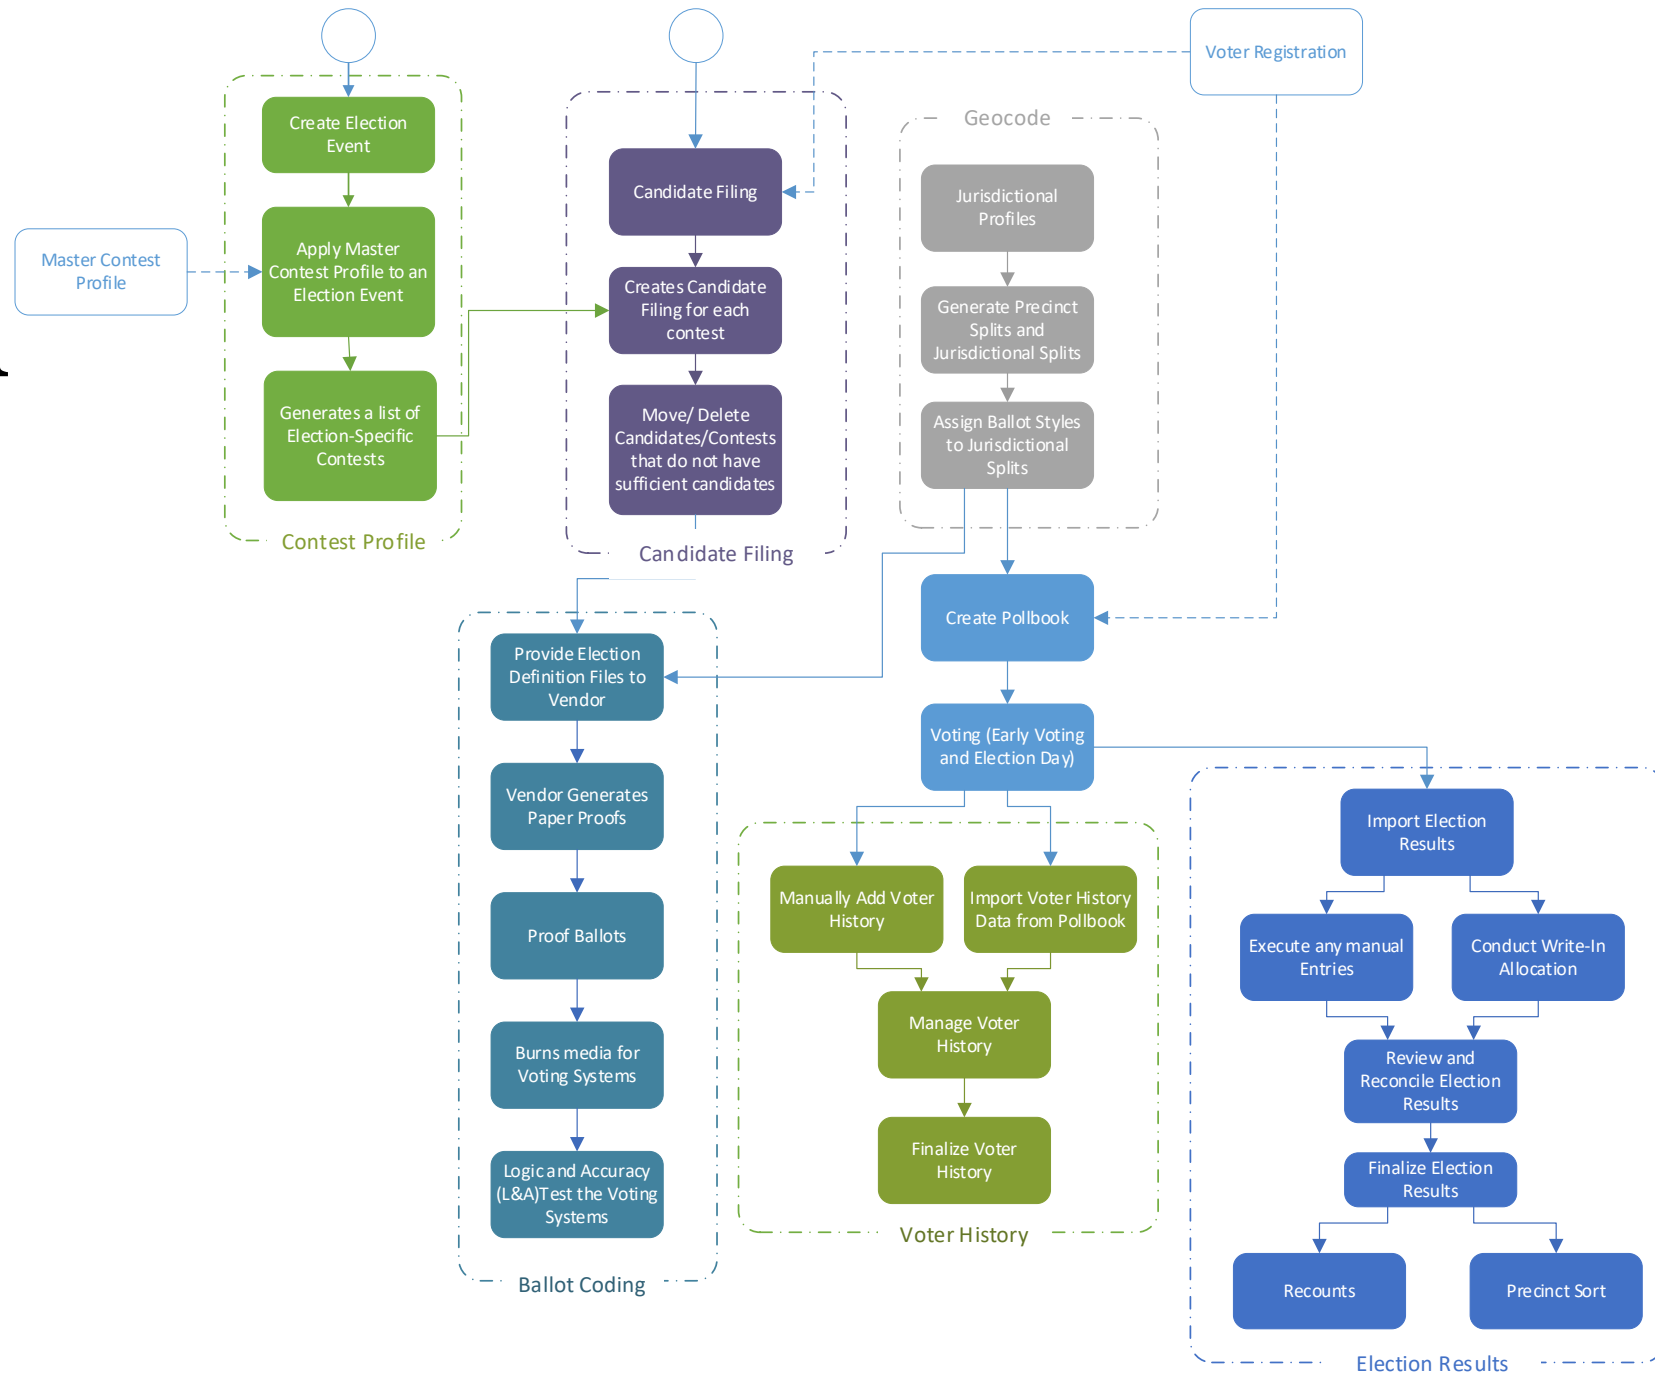 Create Election
Event
Apply Master
Contest Profile to an
Election Event
Master Contest
Profile
Generates a list of
Election-Specific
Contests
Contest Profile
Candidate Filing
Creates Candidate
Filing for each
contest
Move/ Delete
Candidates/Contests
that do not have
sufficient candidates
Candidate Filing
Voter Registration
Geocode
Jurisdictional
Profiles
Generate Precinct
Splits and
Jurisdictional Splits
Assign Ballot Styles
to Jurisdictional
Splits
Create Pollbook
Voting (Early Voting
and Election Day)
Provide Election
Definition Files to
Vendor
Vendor Generates
Paper Proofs
Proof Ballots
Burns media for
Voting Systems
Logic and Accuracy
(L&A)Test the Voting
Systems
Ballot Coding
Manually Add Voter
History
Import Voter History
Data from Pollbook
Manage Voter
History
Finalize Voter
History
Voter History
Import Election
Results
Execute any manual
Entries
Conduct Write-In
Allocation
Review and
Reconcile Election
Results
Finalize Election
Results
Recounts
Precinct Sort
Election Results